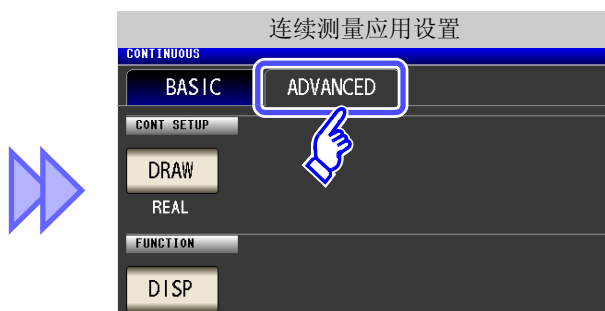 连续测量应用设置
CONTINUOUS
BASIC
ADVANCED
CONT SETUP
DRAW
REAL
FUNCTION
DISP